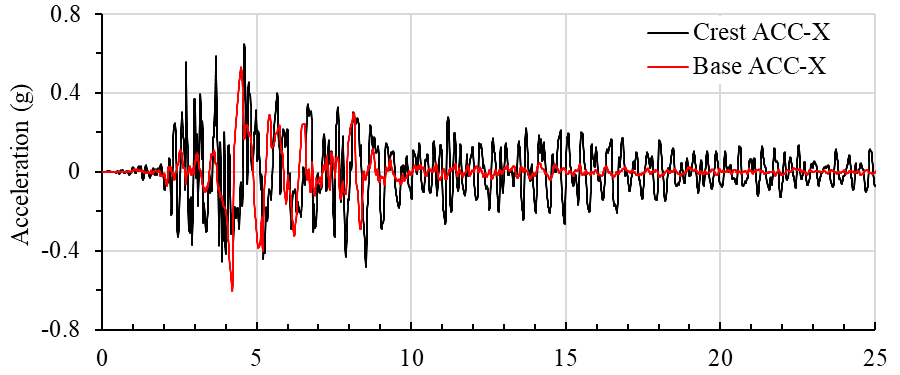 0.8
0.4
0
-0.4
-0.8
Acceleration (g)
Crest ACC-X
Base ACC-X
0 5 10 15 20 25